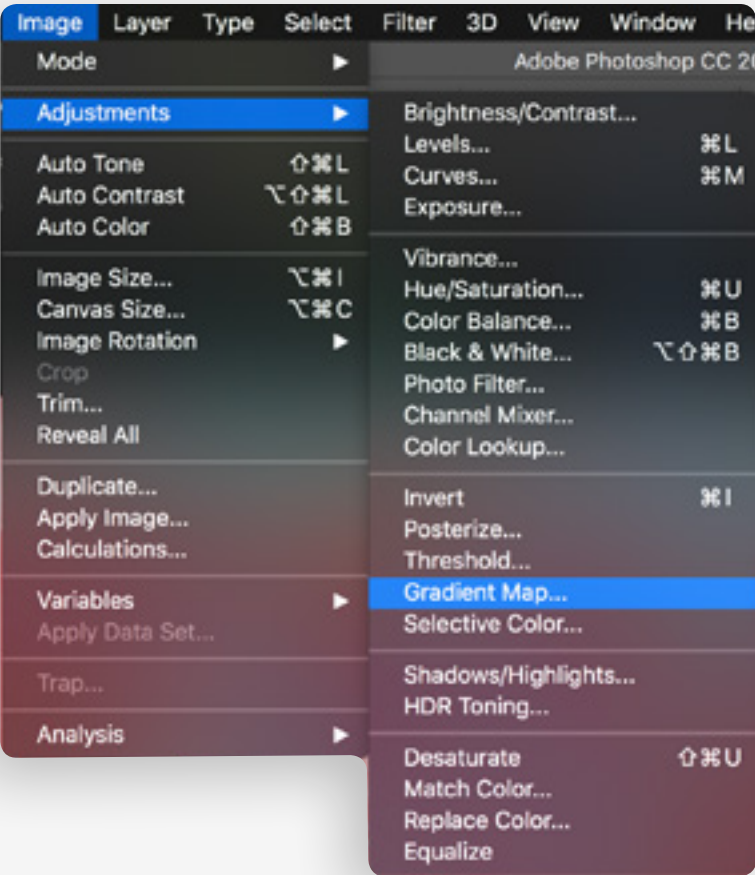 Image Layer Type Select Filter 3D View Window He
Adobe Photoshop CC 20
Mode ▶
Adjustments ▶
Auto Tone ⇧⌘L
Auto Contrast ⌥⇧⌘L
Auto Color ⇧⌘B
Image Size... ⌥⌘I
Canvas Size... ⌥⌘C
Image Rotation ▶
Crop
Trim...
Reveal All
Duplicate...
Apply Image...
Calculations...
Variables ▶
Apply Data Set...
Trap...
Analysis ▶
Brightness/Contrast...
Levels... ⌘L
Curves... ⌘M
Exposure...
Vibrance...
Hue/Saturation... ⌘U
Color Balance... ⌘B
Black & White... ⌥⇧⌘B
Photo Filter...
Channel Mixer...
Color Lookup...
Invert ⌘I
Posterize...
Threshold...
Gradient Map...
Selective Color...
Shadows/Highlights...
HDR Toning...
Desaturate ⇧⌘U
Match Color...
Replace Color...
Equalize